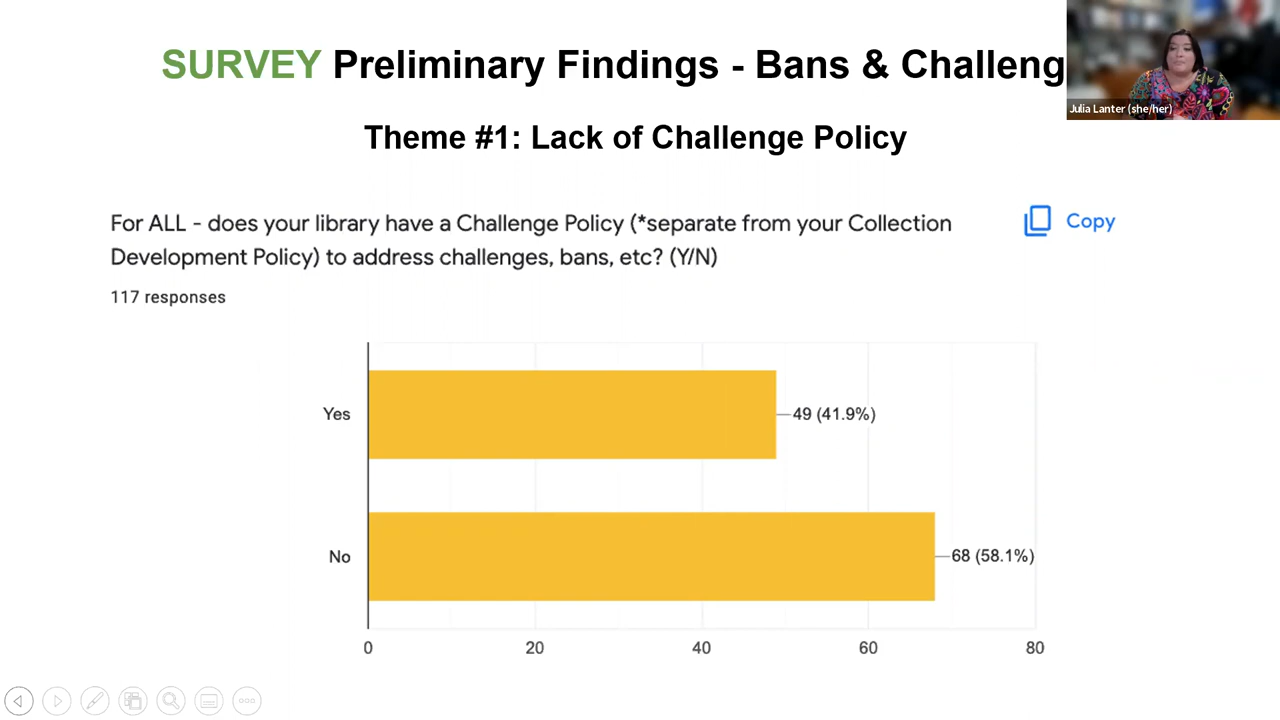 SURVEY Preliminary Findings - Bans & Challeng
Julia Lanter (she/her)
Theme #1: Lack of Challenge Policy
For ALL - does your library have a Challenge Policy (*separate from your Collection
Development Policy) to address challenges, bans, etc? (Y/N)
Copy
117 responses
Yes
49 (41.9%)
No
68 (58.1%)
0
20
40
60
80